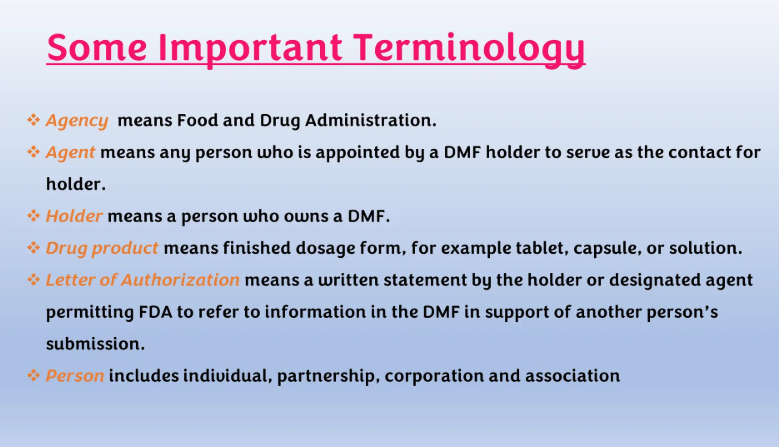 Some Important Terminology
❖ Agency means Food and Drug Administration.
❖ Agent means any person who is appointed by a DMF holder to serve as the contact for
holder.
❖ Holder means a person who owns a DMF.
❖ Drug product means finished dosage form, for example tablet, capsule, or solution.
❖ Letter of Authorization means a written statement by the holder or designated agent
permitting FDA to refer to information in the DMF in support of another person’s
submission.
❖ Person includes individual, partnership, corporation and association